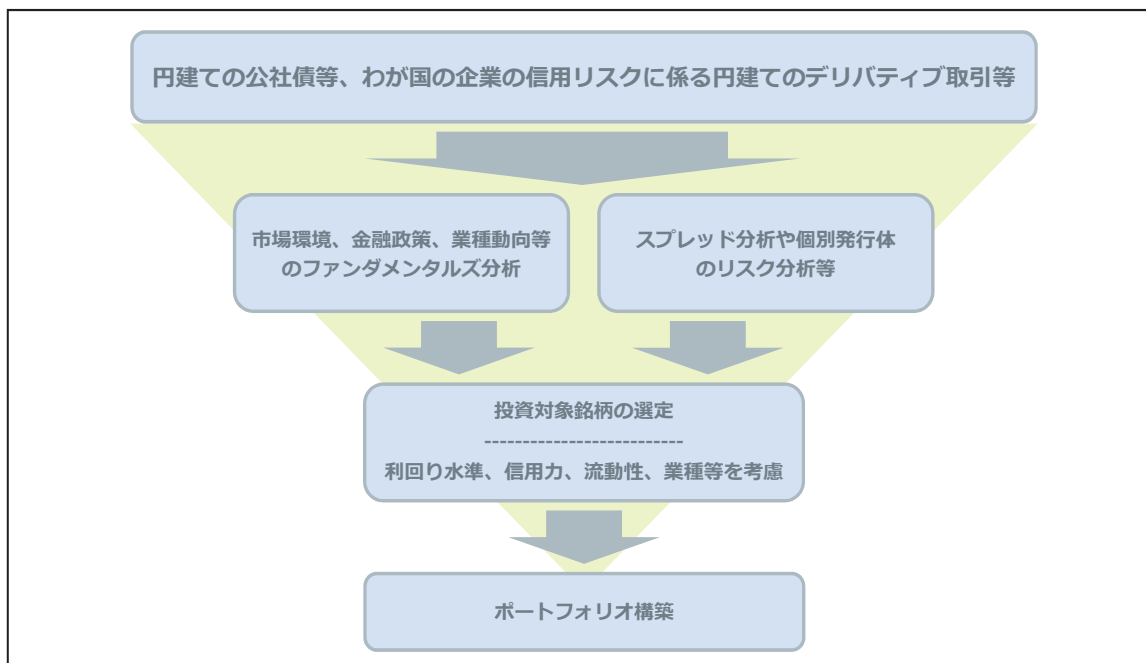 円建ての公社債等、わが国の企業の信用リスクに係る円建てのデリバティブ取引等
市場環境、金融政策、業種動向等
のファンダメンタルズ分析
スプレッド分析や個別発行体
のリスク分析等
投資対象銘柄の選定
--------------------------
利回り水準、信用力、流動性、業種等を考慮
ポートフォリオ構築